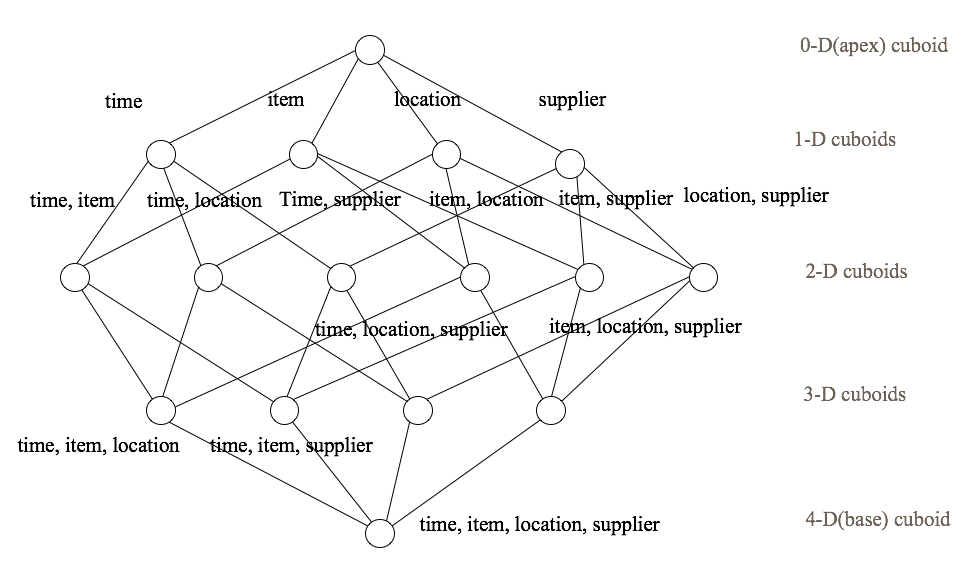 0-D(apex) cuboid
time
item
location
supplier
1-D cuboids
time, item
time, location
Time, supplier
item, location
item, supplier
location, supplier
2-D cuboids
time, location, supplier
item, location, supplier
3-D cuboids
time, item, location
time, item, supplier
time, item, location, supplier
4-D(base) cuboid